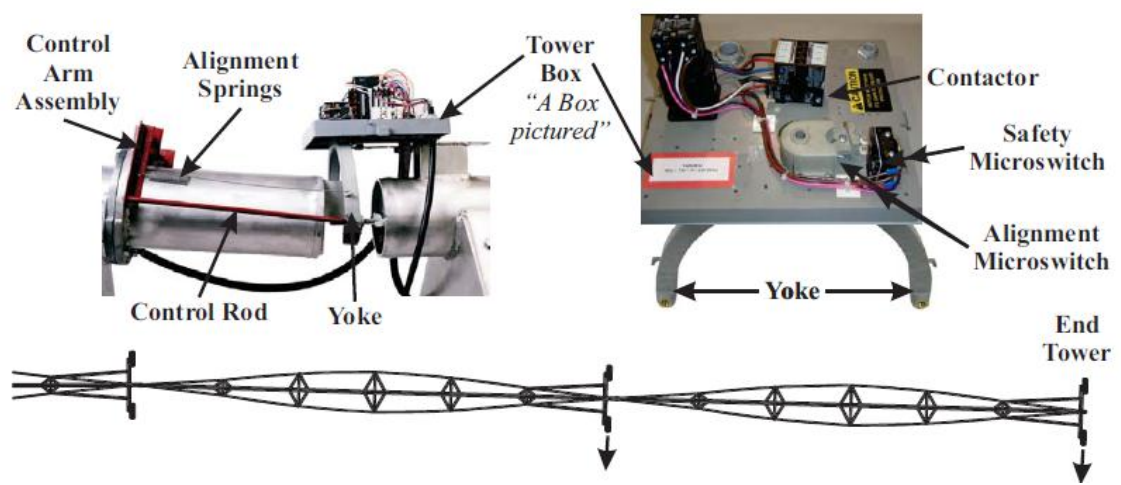 Control
Arm
Assembly
Alignment
Springs
Tower
Box
"A Box
pictured"
Contactor
Safety
Microswitch
Alignment
Microswitch
Control Rod
Yoke
Yoke
End
Tower
CAUTION